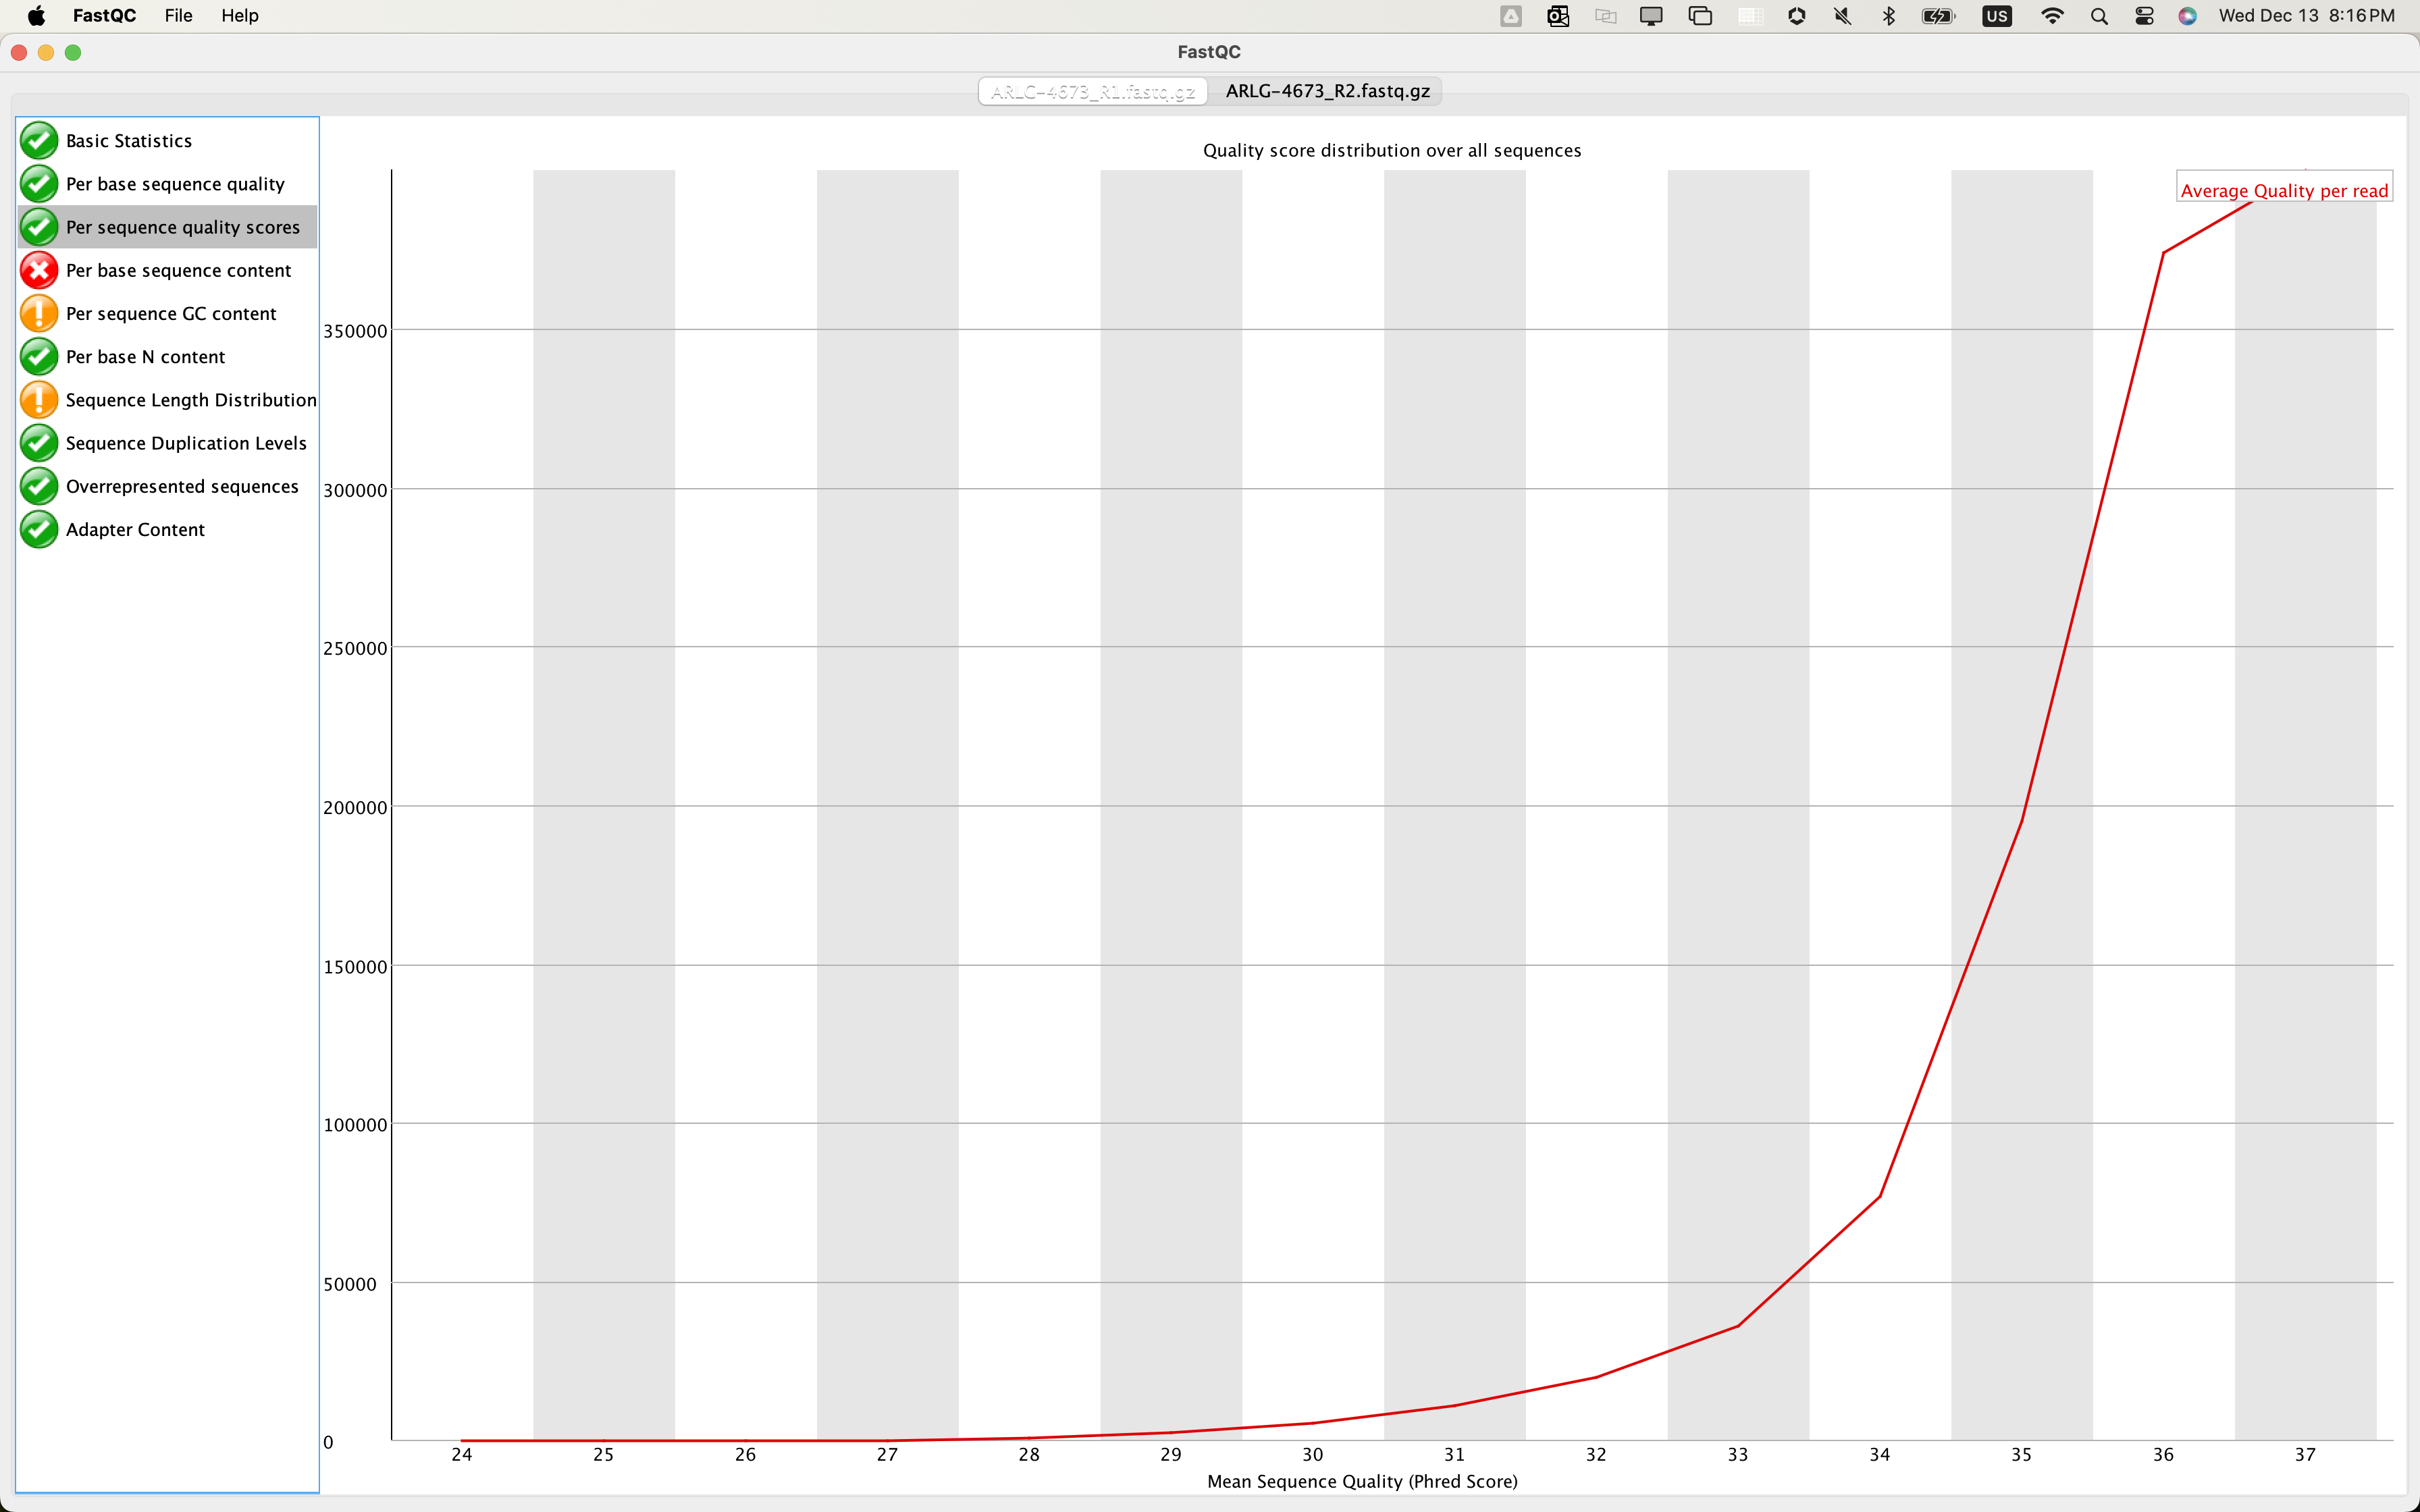 FastQC File Help US Wed Dec 13 8:16 PM
FastQC
ARLG-4673_R1.fastq.gz ARLG-4673_R2.fastq.gz
Basic Statistics
Per base sequence quality
Per sequence quality scores
Per base sequence content
Per sequence GC content
Per base N content
Sequence Length Distribution
Sequence Duplication Levels
Overrepresented sequences
Adapter Content
Quality score distribution over all sequences
Average Quality per read
350000
300000
250000
200000
150000
100000
50000
0
24 25 26 27 28 29 30 31 32 33 34 35 36 37
Mean Sequence Quality (Phred Score)